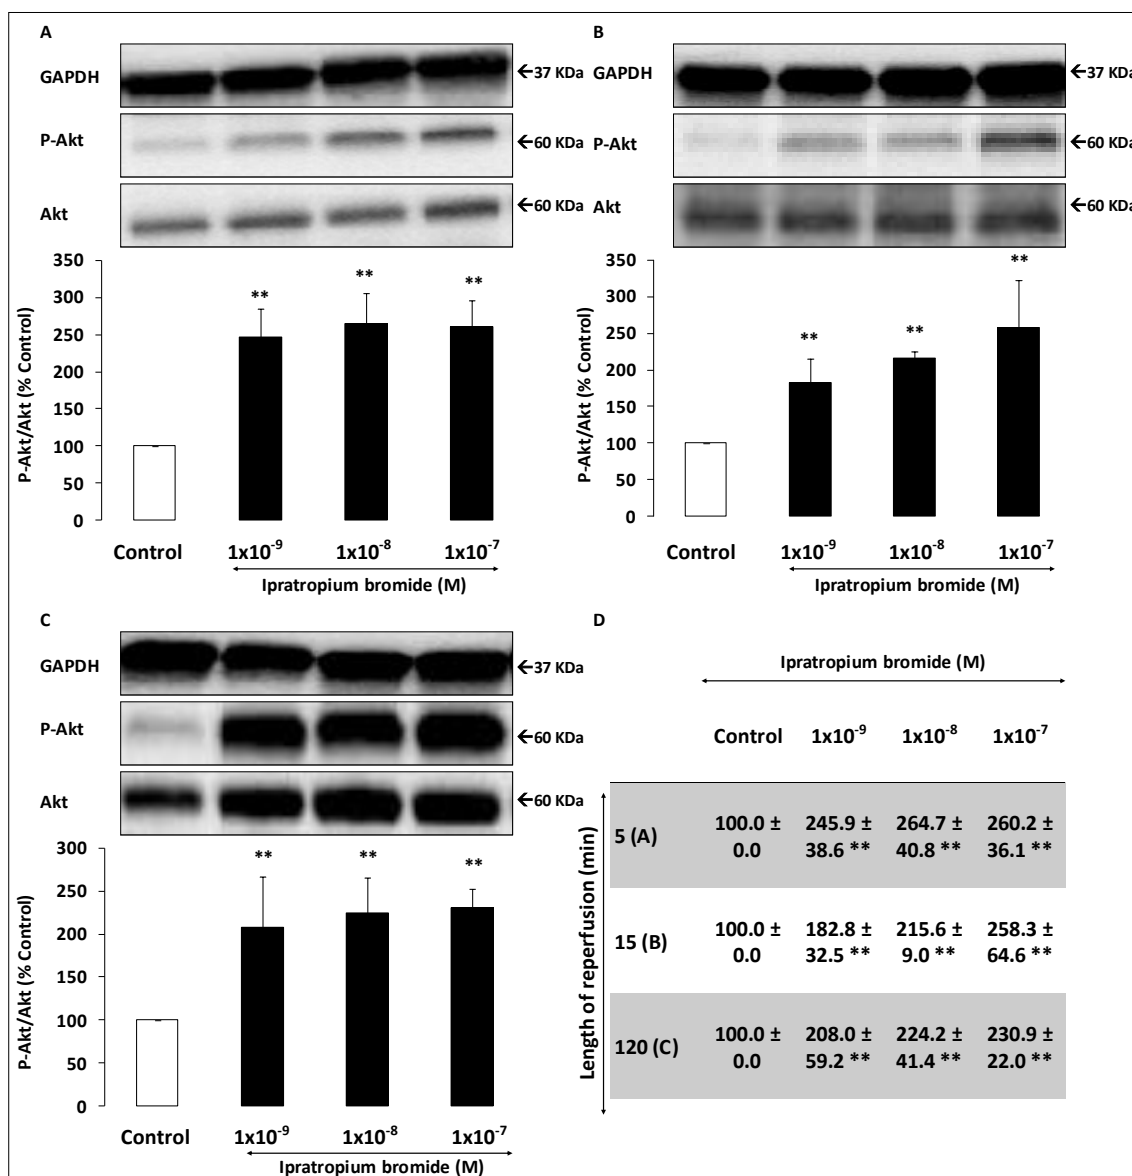 A
GAPDH
←37 KDa
P-Akt
←60 KDa
Akt
←60 KDa
P-Akt/Akt (% Control)
350
300
250
200
150
100
50
0
** ** **
Control 1x10⁻⁹ 1x10⁻⁸ 1x10⁻⁷
Ipratropium bromide (M)
B
GAPDH
←37 KDa
P-Akt
←60 KDa
Akt
←60 KDa
P-Akt/Akt (% Control)
350
300
250
200
150
100
50
0
** ** **
Control 1x10⁻⁹ 1x10⁻⁸ 1x10⁻⁷
Ipratropium bromide (M)
C
GAPDH
←37 KDa
P-Akt
←60 KDa
Akt
←60 KDa
P-Akt/Akt (% Control)
300
250
200
150
100
50
0
** ** **
Control 1x10⁻⁹ 1x10⁻⁸ 1x10⁻⁷
Ipratropium bromide (M)
D
Ipratropium bromide (M)
Control 1x10⁻⁹ 1x10⁻⁸ 1x10⁻⁷
Length of reperfusion (min)
5 (A) 100.0 ± 245.9 ± 264.7 ± 260.2 ±
0.0 38.6 ** 40.8 ** 36.1 **
15 (B) 100.0 ± 182.8 ± 215.6 ± 258.3 ±
0.0 32.5 ** 9.0 ** 64.6 **
120 (C) 100.0 ± 208.0 ± 224.2 ± 230.9 ±
0.0 59.2 ** 41.4 ** 22.0 **